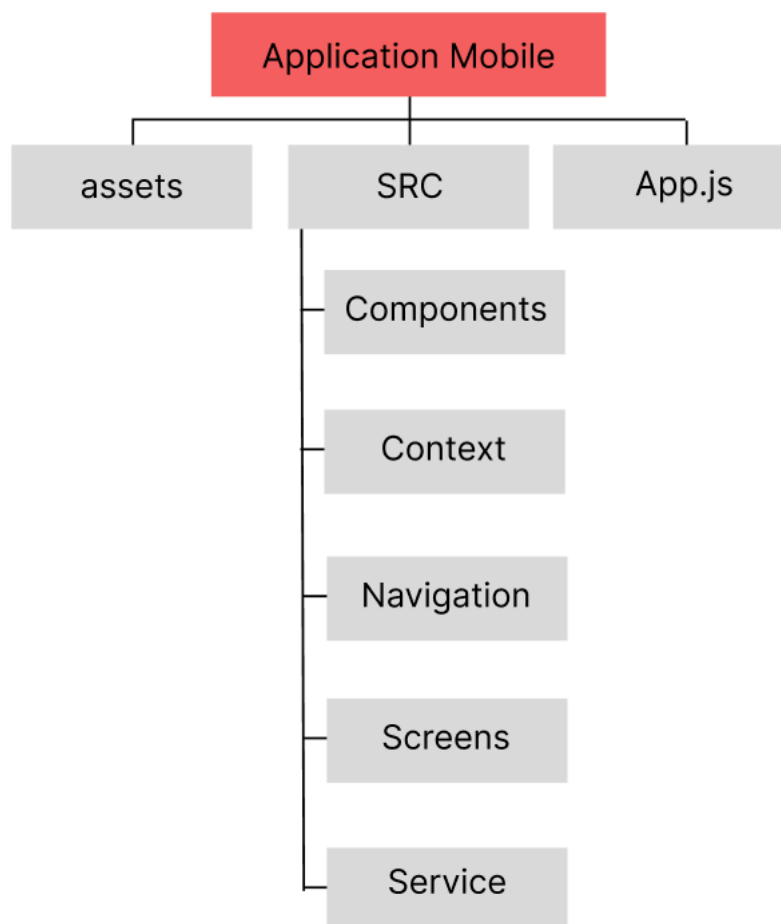 Application Mobile
assets
SRC
App.js
Components
Context
Navigation
Screens
Service